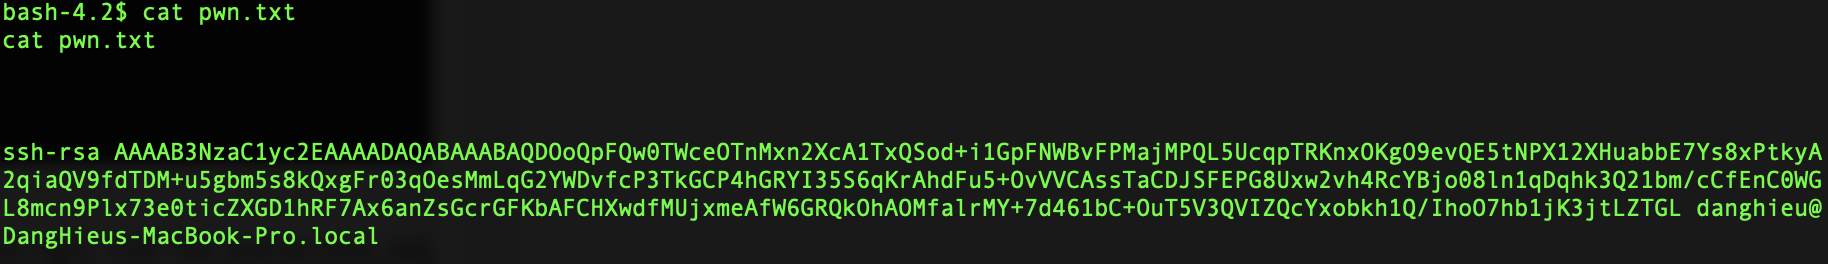 bash-4.2$ cat pwn.txt
cat pwn.txt
ssh-rsa AAAAB3NzaC1yc2EAAAADAQABAAABAQDOoQpFQw0TWceOTnMxn2XcA1TxQSod+i1GpFNWBvFPMajMPQL5UcqpTRKnxOKgO9evQE5tNPX12XHuabbE7Ys8xPtkyA
2qiaQV9fdTDM+u5gbm5s8kQxgFr03qOesMmLqG2YWDvfcP3TkGCP4hGRYI35S6qKrAhdFu5+OvVVCAssTaCDJSFEPG8Uxw2vh4RcYBjo08ln1qDqhk3Q21bm/cCfEnC0WG
L8mcn9Plx73e0ticZXGD1hRF7Ax6anZsGcrGFKbAFCHXwdfMUjxmeAfW6GRQkOhAOMfalrMY+7d461bC+OuT5V3QVIZQcYxobkh1Q/IhoO7hb1jK3jtLZTGL danghieu@
DangHieus-MacBook-Pro.local